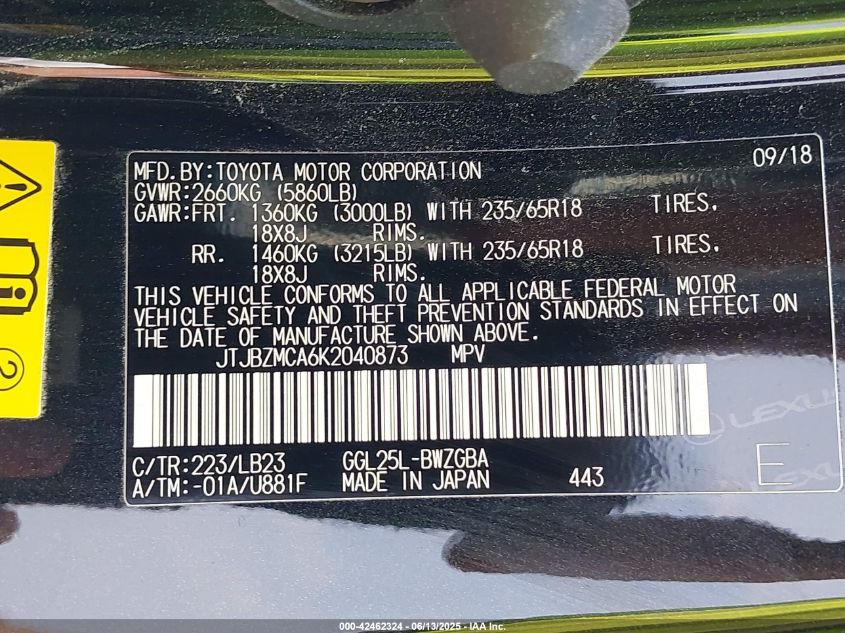 MFD.BY:TOYOTA MOTOR CORPORATION 09/18
GVWR:2660KG (5860LB)
GAWR:FRT. 1360KG (3000LB) WITH 235/65R18 TIRES.
18X8J RIMS.
RR. 1460KG (3215LB) WITH 235/65R18 TIRES.
18X8J RIMS.
THIS VEHICLE CONFORMS TO ALL APPLICABLE FEDERAL MOTOR
VEHICLE SAFETY AND THEFT PREVENTION STANDARDS IN EFFECT ON
THE DATE OF MANUFACTURE SHOWN ABOVE.
JTJBZMCA6K2040873 MPV
LEXUS
C/TR:223/LB23 GGL25L-BWZGBA
A/TM:-01A/U881F MADE IN JAPAN 443 E
2
000-42462324 - 06/13/2025 - IAA Inc.